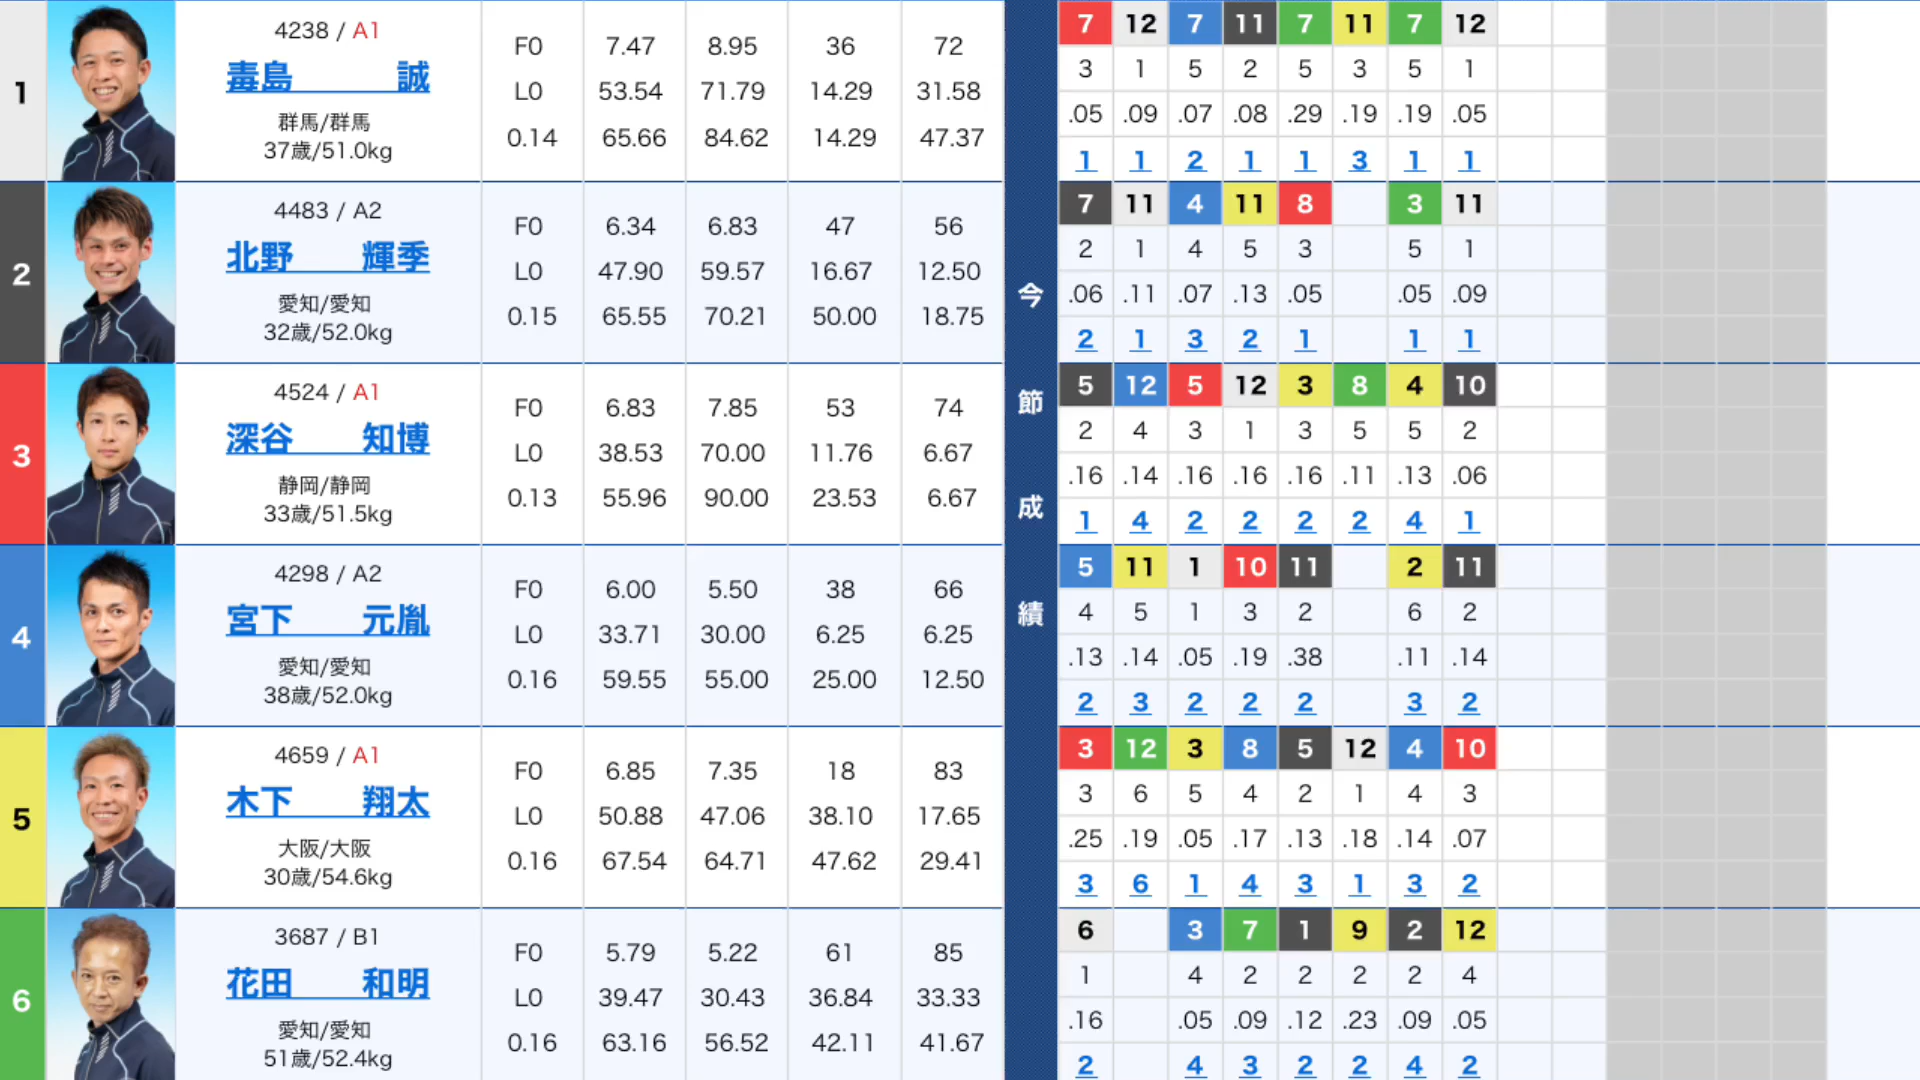 1
4238 / A1
毒島 誠
群馬/群馬
37歳/51.0kg
F0 7.47 8.95 36 72
L0 53.54 71.79 14.29 31.58
0.14 65.66 84.62 14.29 47.37
7 12 7 11 7 11 7 12
3 1 5 2 5 3 5 1
.05 .09 .07 .08 .29 .19 .19 .05
1 1 2 1 1 3 1 1
2
4483 / A2
北野 輝季
愛知/愛知
32歳/52.0kg
F0 6.34 6.83 47 56
L0 47.90 59.57 16.67 12.50
0.15 65.55 70.21 50.00 18.75
7 11 4 11 8 3 11
2 1 4 5 3 5 1
.06 .11 .07 .13 .05 .05 .09
2 1 3 2 1 1 1
今節成績
3
4524 / A1
深谷 知博
静岡/静岡
33歳/51.5kg
F0 6.83 7.85 53 74
L0 38.53 70.00 11.76 6.67
0.13 55.96 90.00 23.53 6.67
5 12 5 12 3 8 4 10
2 4 3 1 3 5 5 2
.16 .14 .16 .16 .16 .11 .13 .06
1 4 2 2 2 2 4 1
4
4298 / A2
宮下 元胤
愛知/愛知
38歳/52.0kg
F0 6.00 5.50 38 66
L0 33.71 30.00 6.25 6.25
0.16 59.55 55.00 25.00 12.50
5 11 1 10 11 2 11
4 5 1 3 2 6 2
.13 .14 .05 .19 .38 .11 .14
2 3 2 2 2 3 2
5
4659 / A1
木下 翔太
大阪/大阪
30歳/54.6kg
F0 6.85 7.35 18 83
L0 50.88 47.06 38.10 17.65
0.16 67.54 64.71 47.62 29.41
3 12 3 8 5 12 4 10
3 6 5 4 2 1 4 3
.25 .19 .05 .17 .13 .18 .14 .07
3 6 1 4 3 1 3 2
6
3687 / B1
花田 和明
愛知/愛知
51歳/52.4kg
F0 5.79 5.22 61 85
L0 39.47 30.43 36.84 33.33
0.16 63.16 56.52 42.11 41.67
6 3 7 1 9 2 12
1 4 2 2 2 2 4
.16 .05 .09 .12 .23 .09 .05
2 4 3 2 2 4 2